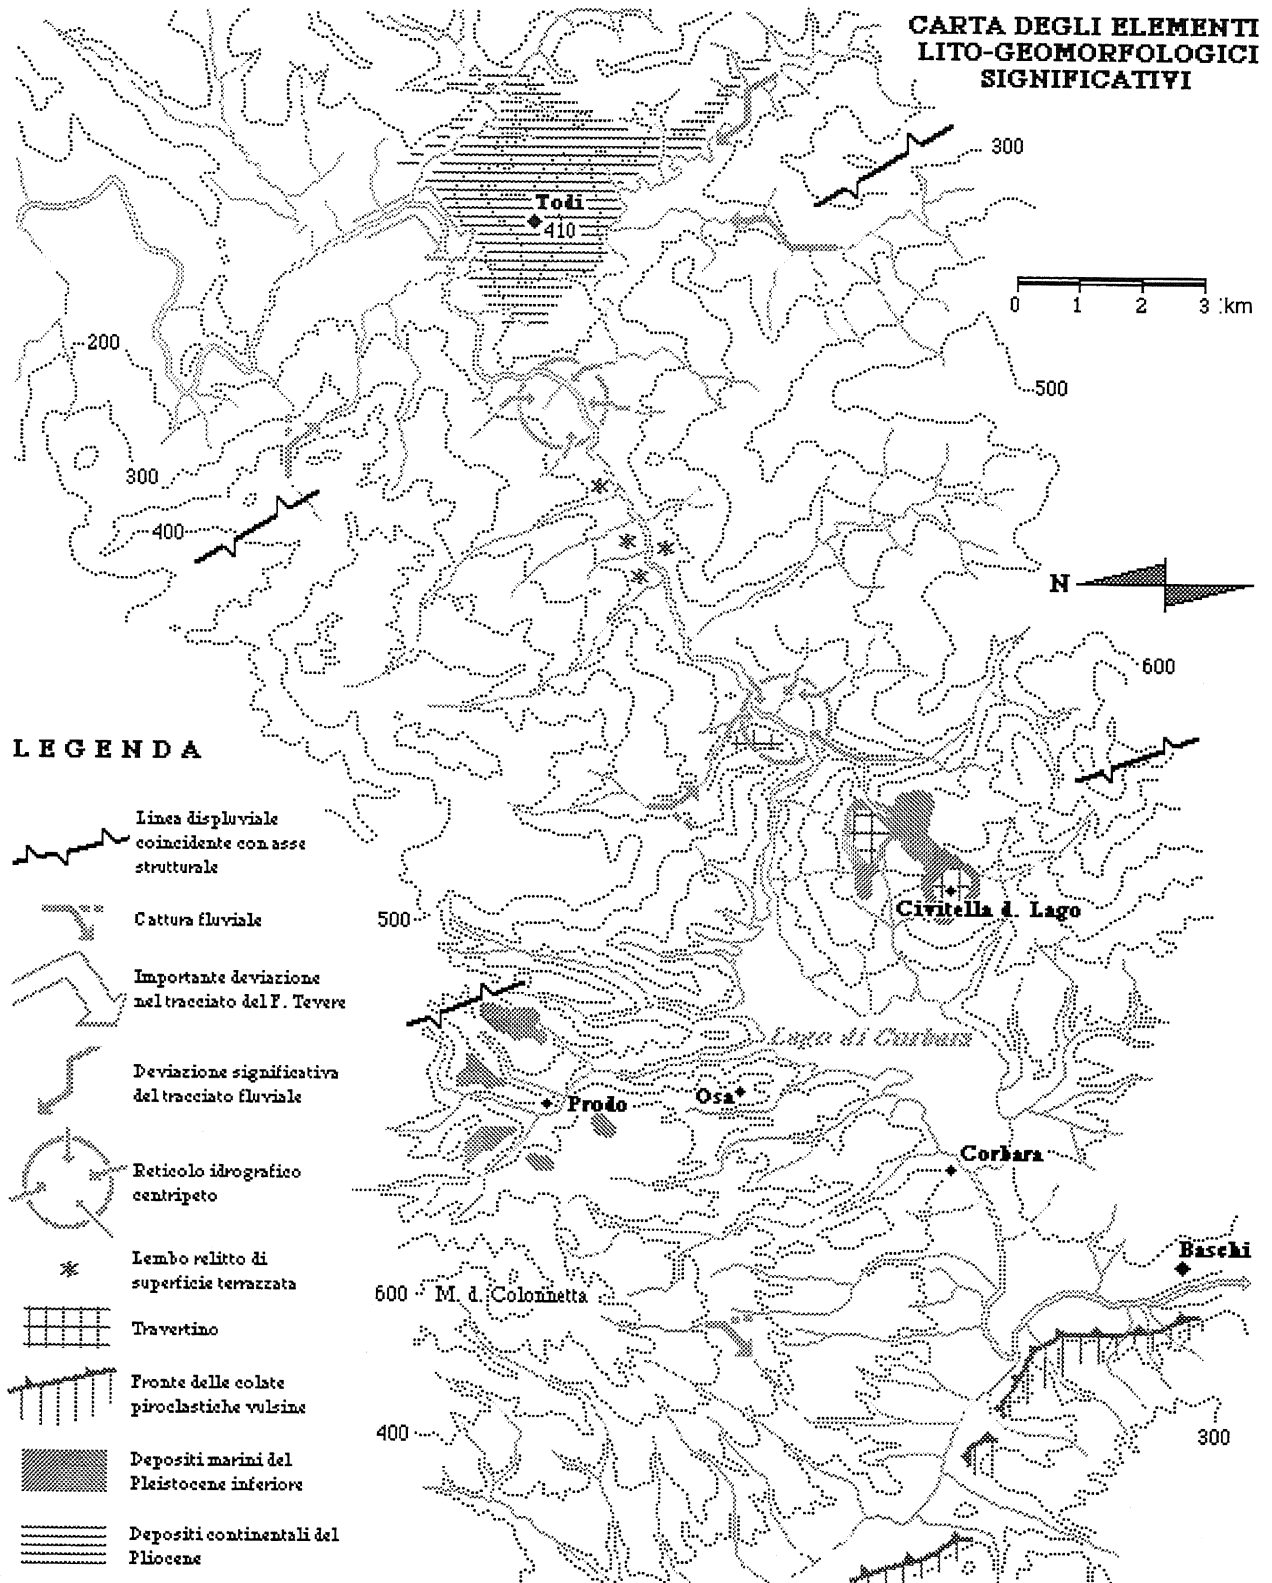 CARTA DEGLI ELEMENTI
LITO-GEOMORFOLOGICI
SIGNIFICATIVI
300
Todi
410
0 1 2 3 km
200
500
300
400
N
600
LEGENDA
Linea displuviale
coincidente con asse
strutturale
Cattura fluviale
Importante deviazione
nel tracciato del F. Tevere
Deviazione significativa
del tracciato fluviale
Reticolo idrografico
centripeto
Lembo relitto di
superficie terrazzata
Travertino
Fronte delle colate
piroclastiche vulsine
Depositi marini del
Pleistocene inferiore
Depositi continentali del
Pliocene
Civitella d. Lago
500
Lago di Corbara
Prodo
Osa
Corbara
Baschi
600
M. d. Colonnetta
400
300